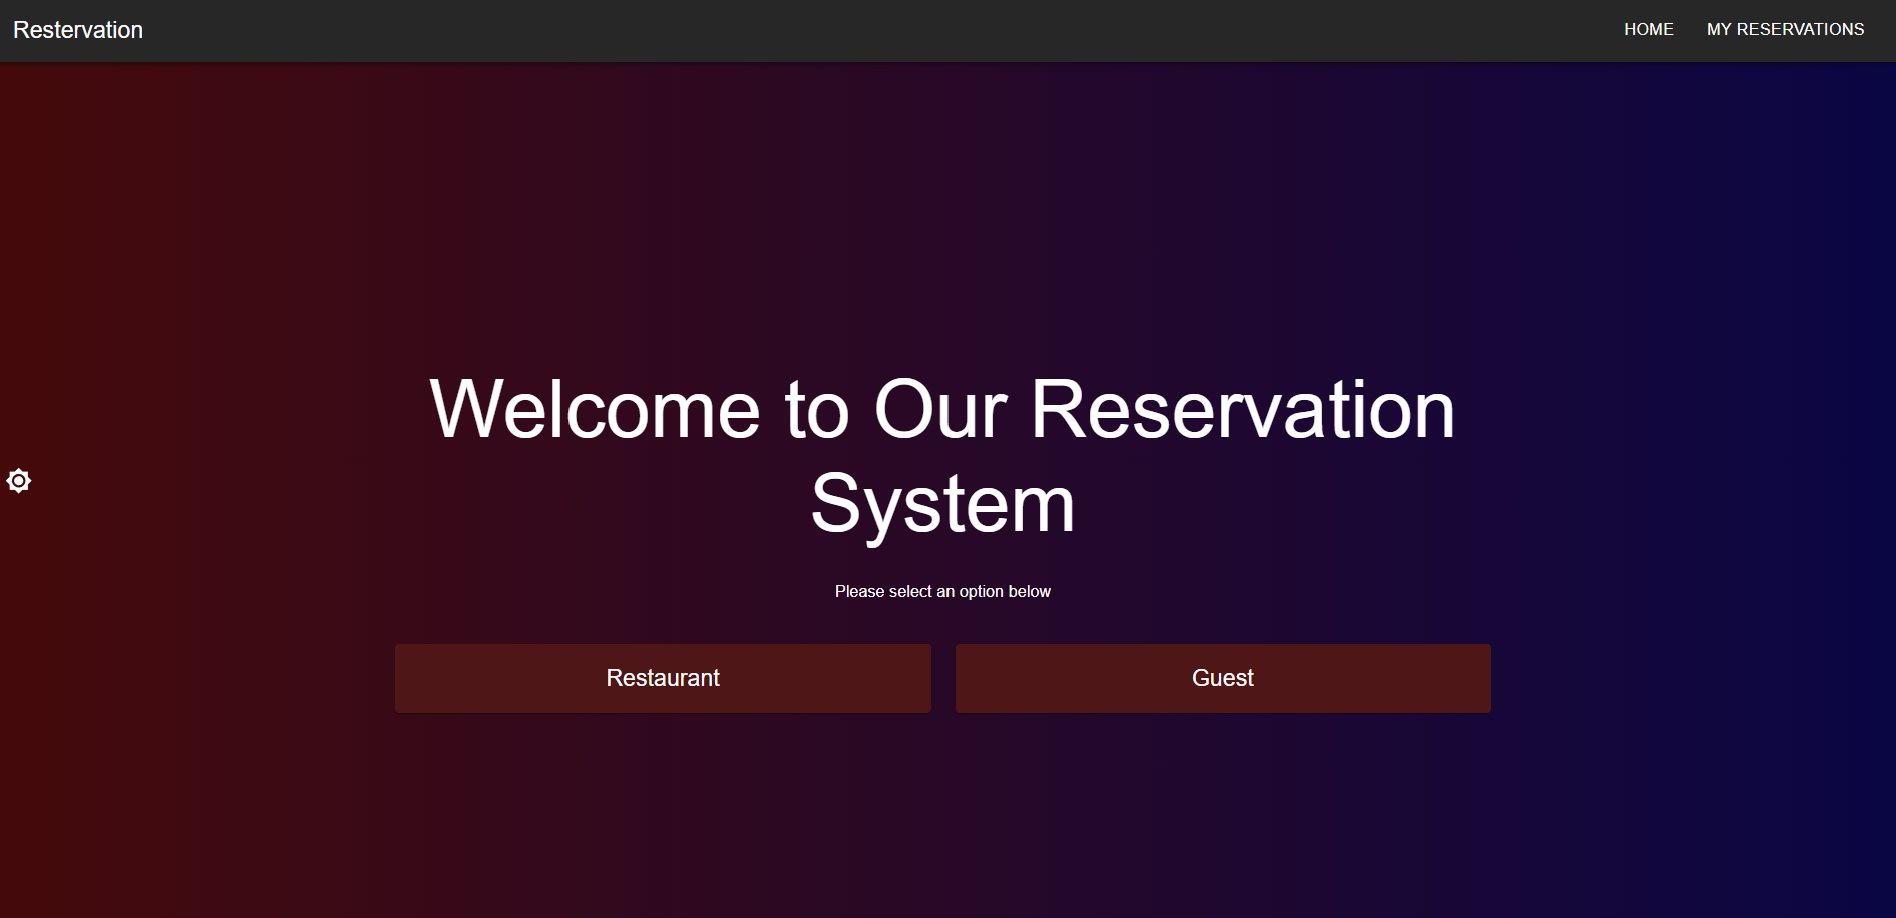 Restervation
HOME
MY RESERVATIONS
Welcome to Our Reservation
System
Please select an option below
Restaurant
Guest